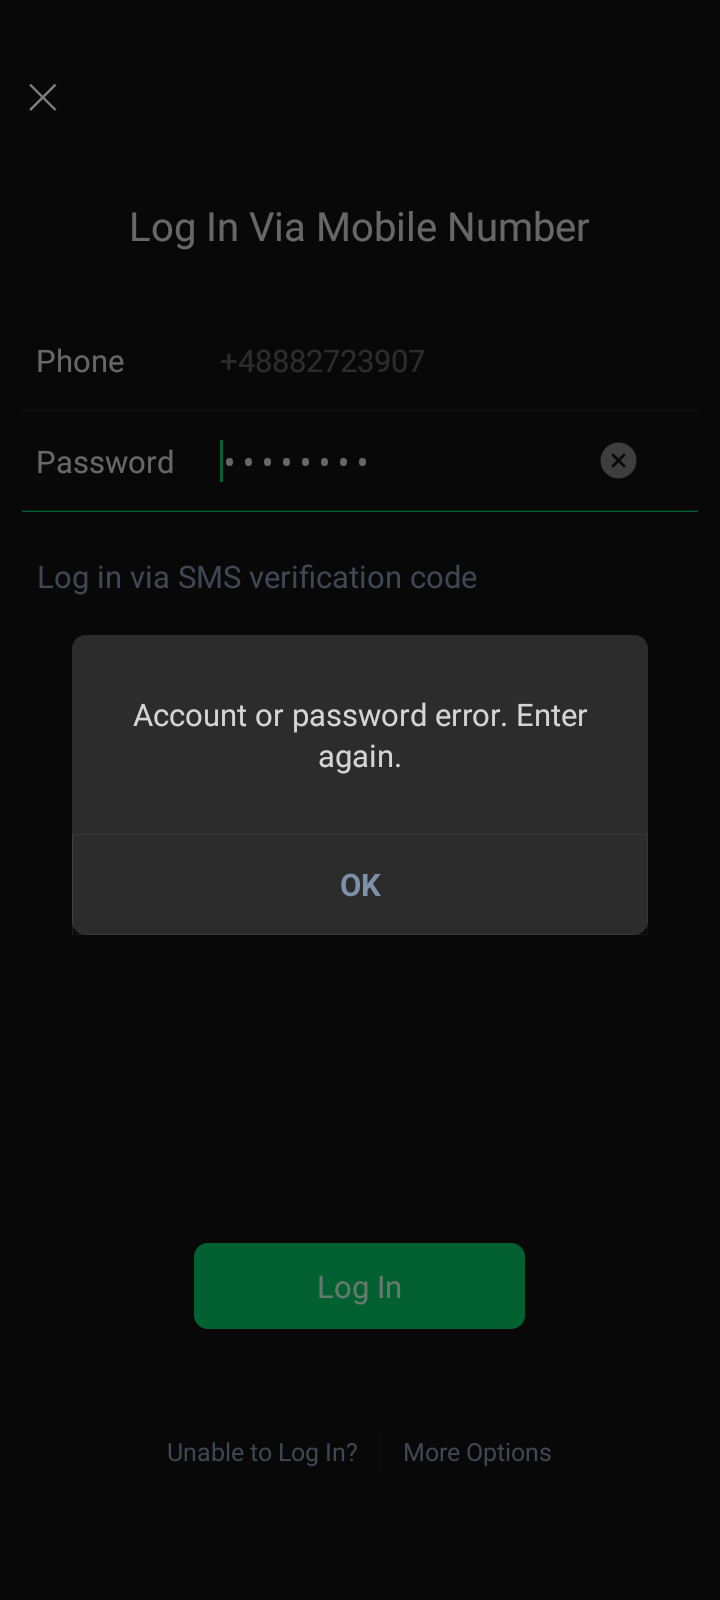 Log In Via Mobile Number
Phone +48882723907
Password ••••••••
Log in via SMS verification code
Account or password error. Enter
again.
OK
Log In
Unable to Log In? More Options